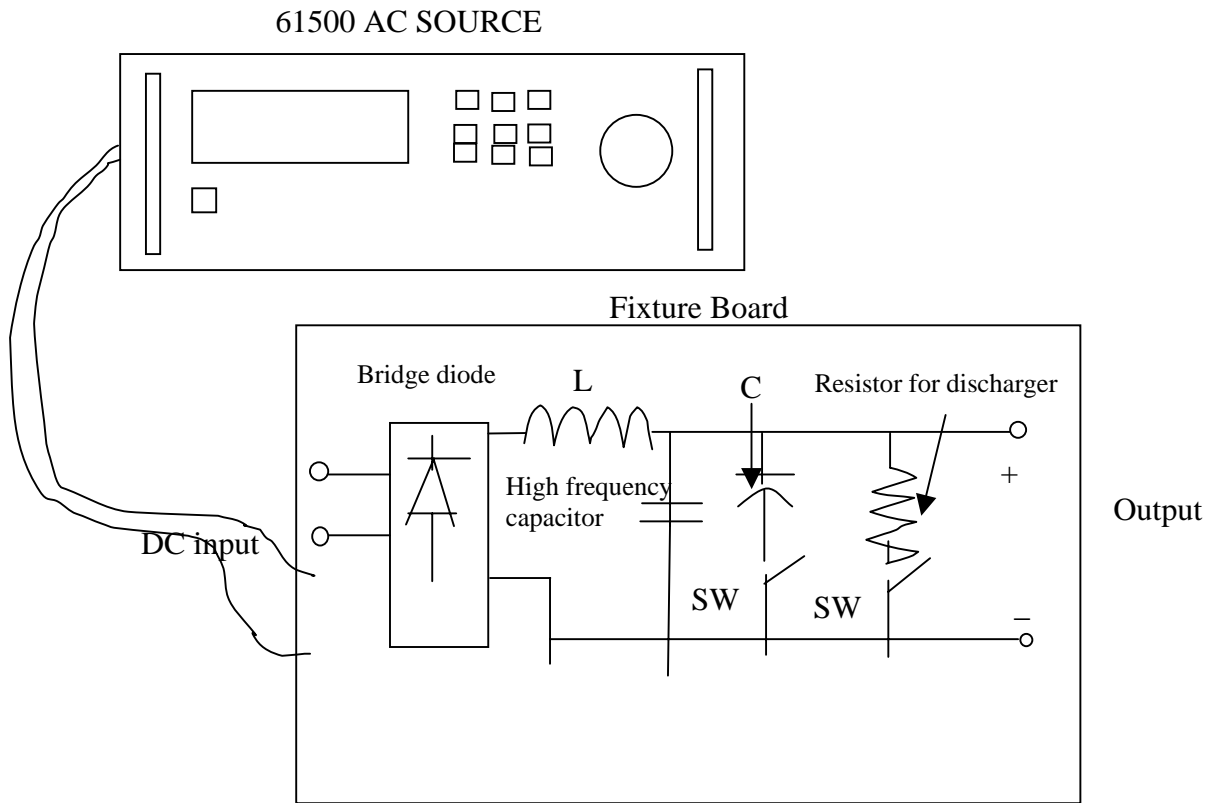 61500 AC SOURCE
Fixture Board
Bridge diode
L
C
Resistor for discharger
High frequency
capacitor
+
Output
DC input
SW
SW
–